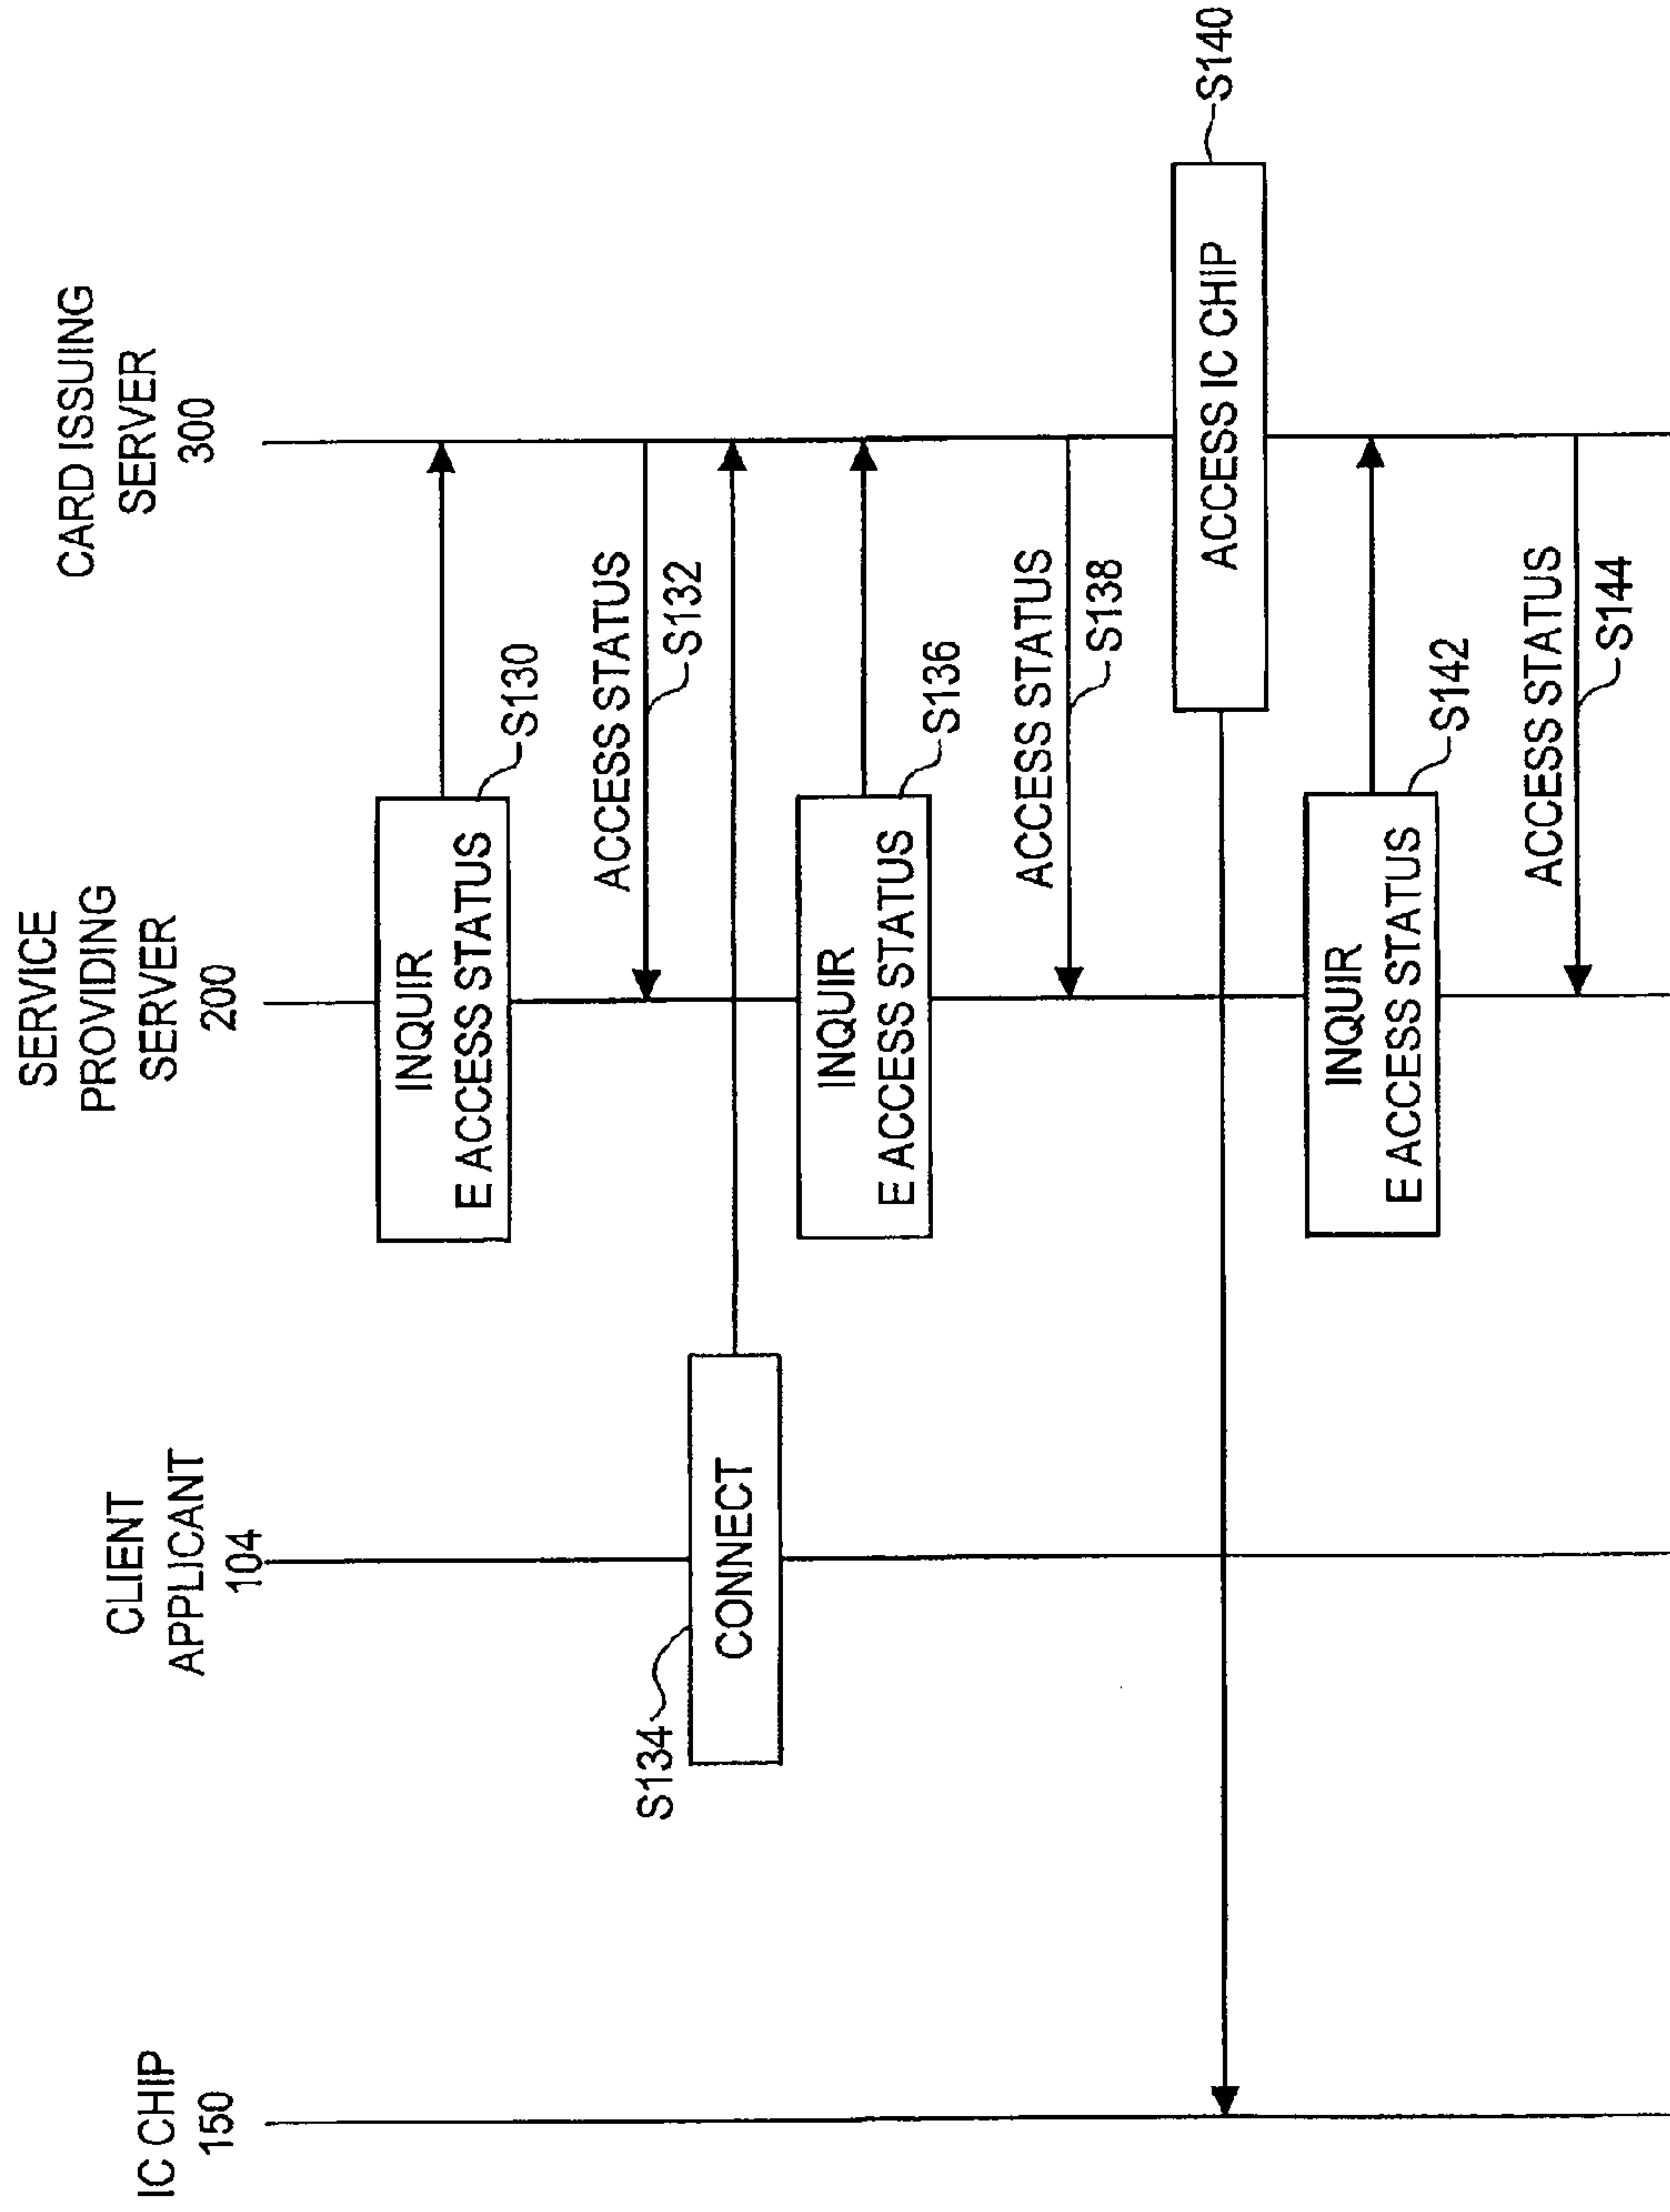 IC CHIP
150
CLIENT
APPLICANT
104
SERVICE
PROVIDING
SERVER
200
CARD ISSUING
SERVER
300
INQUIR
E ACCESS STATUS
S130
ACCESS STATUS
S132
S134
CONNECT
INQUIR
E ACCESS STATUS
S136
ACCESS STATUS
S138
ACCESS IC CHIP
S140
INQUIR
E ACCESS STATUS
S142
ACCESS STATUS
S144